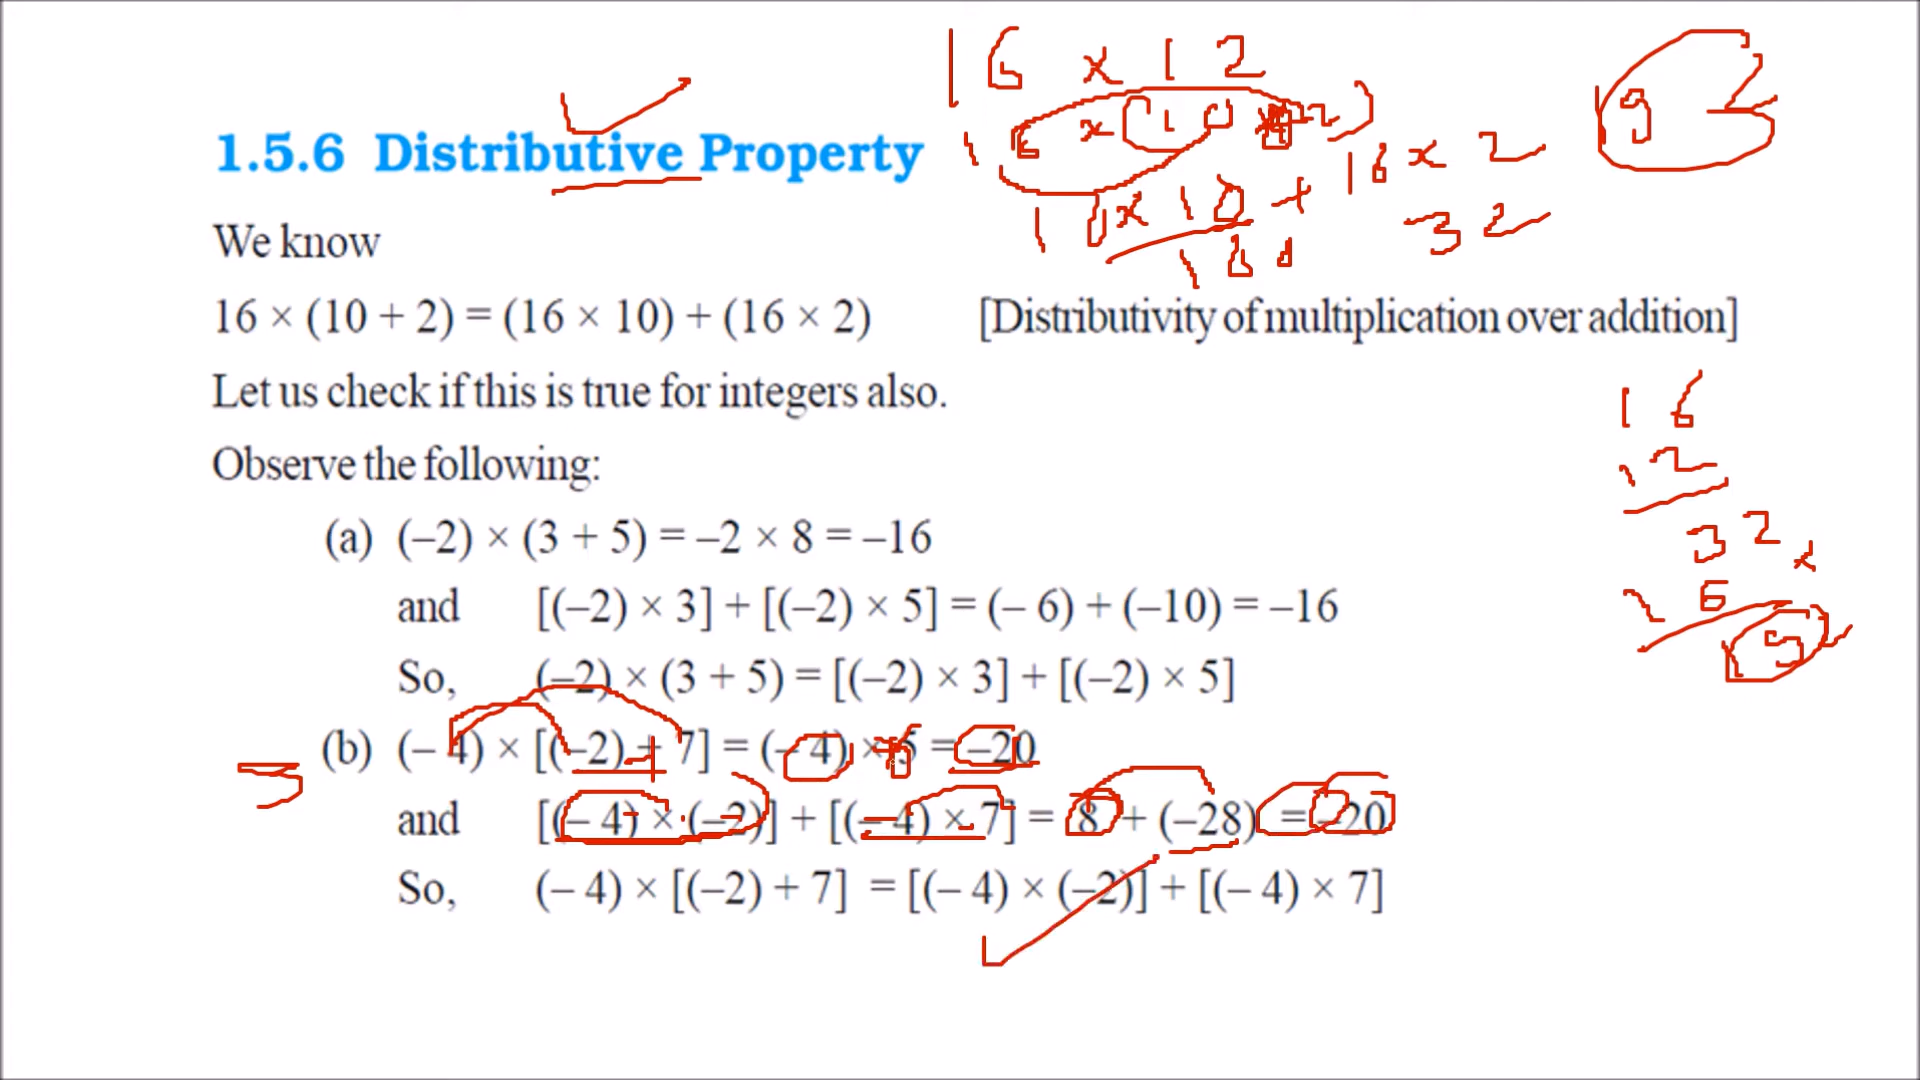 16 x 12
1.5.6 Distributive Property
16 x 2
32
We know
16 × (10 + 2) = (16 × 10) + (16 × 2) [Distributivity of multiplication over addition]
Let us check if this is true for integers also.
16
12
Observe the following:
32
(a) (–2) × (3 + 5) = –2 × 8 = –16
and [(–2) × 3] + [(–2) × 5] = (– 6) + (–10) = –16
So, (–2) × (3 + 5) = [(–2) × 3] + [(–2) × 5]
(b) (– 4) × [(–2) + 7] = (– 4) × 5 = –20
and [(– 4) × (–2)] + [(– 4) × 7] = 8 + (–28) = –20
So, (– 4) × [(–2) + 7] = [(– 4) × (–2)] + [(– 4) × 7]